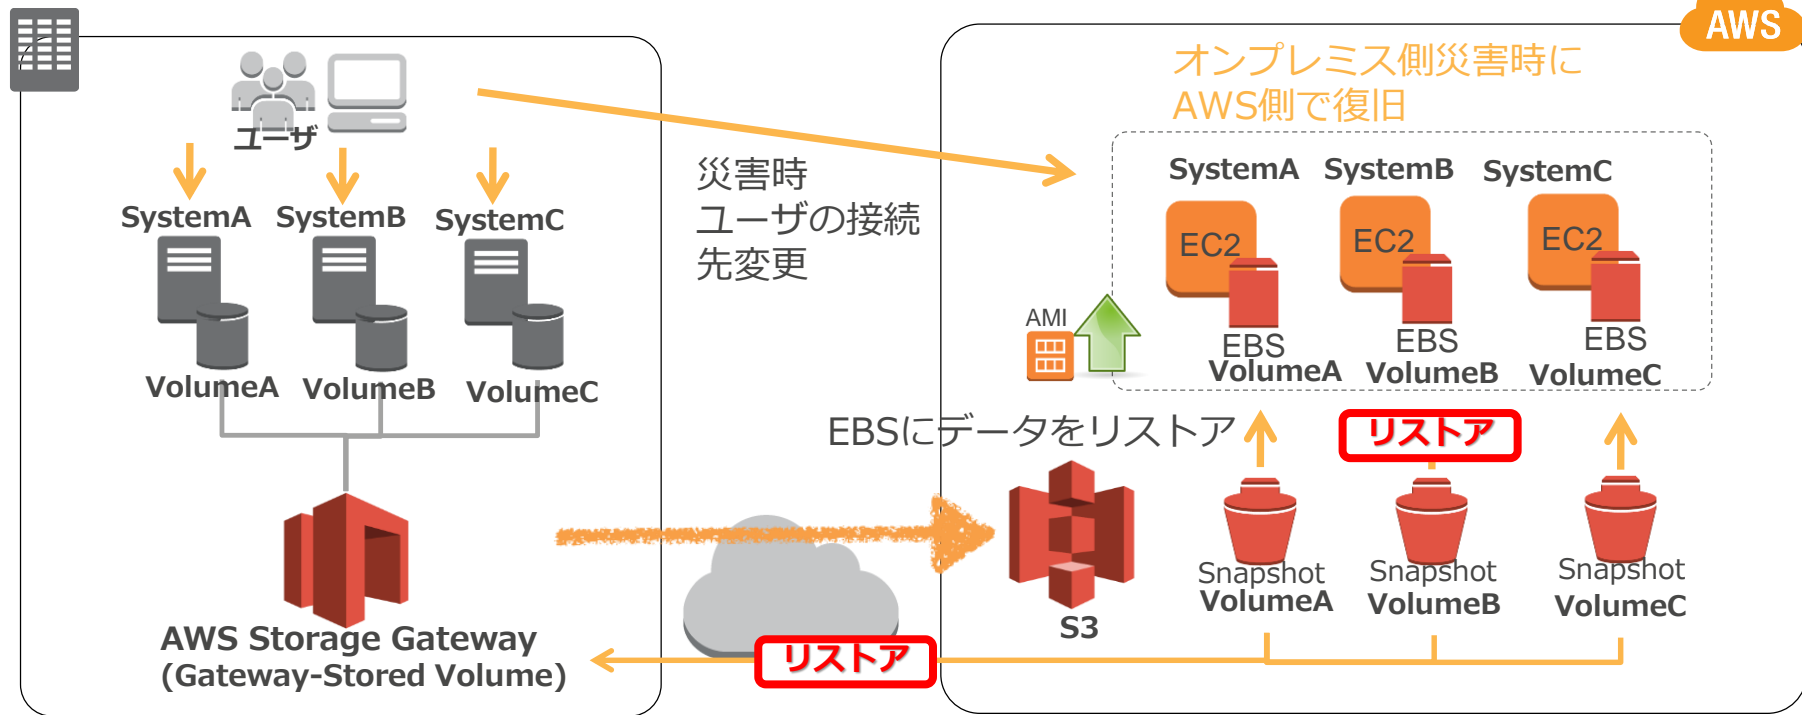 AWS
オンプレミス側災害時に
AWS側で復旧
ユーザ
災害時
ユーザの接続
先変更
SystemA
SystemB
SystemC
SystemA
SystemB
SystemC
EC2
EC2
EC2
AMI
EBS
VolumeA
EBS
VolumeB
EBS
VolumeC
VolumeA
VolumeB
VolumeC
EBSにデータをリストア
リストア
S3
Snapshot
VolumeA
Snapshot
VolumeB
Snapshot
VolumeC
AWS Storage Gateway
(Gateway-Stored Volume)
リストア